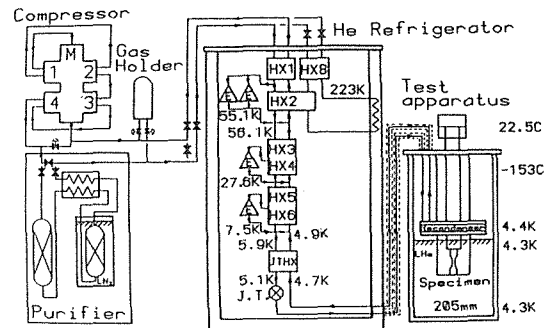 Compressor
M
1
2
4
3
Gas
Holder
Purifier
LN₂
He Refrigerator
HX1
HX8
223K
HX2
E
E
55.1K
56.1K
HX3
HX4
E
27.6K
HX5
HX6
E
7.5K
5.9K
4.9K
JTHX
5.1K
4.7K
J.T.
Test
apparatus
22.5C
-153C
4.4K
4.3K
LHe
Specimen
205mm
4.3K